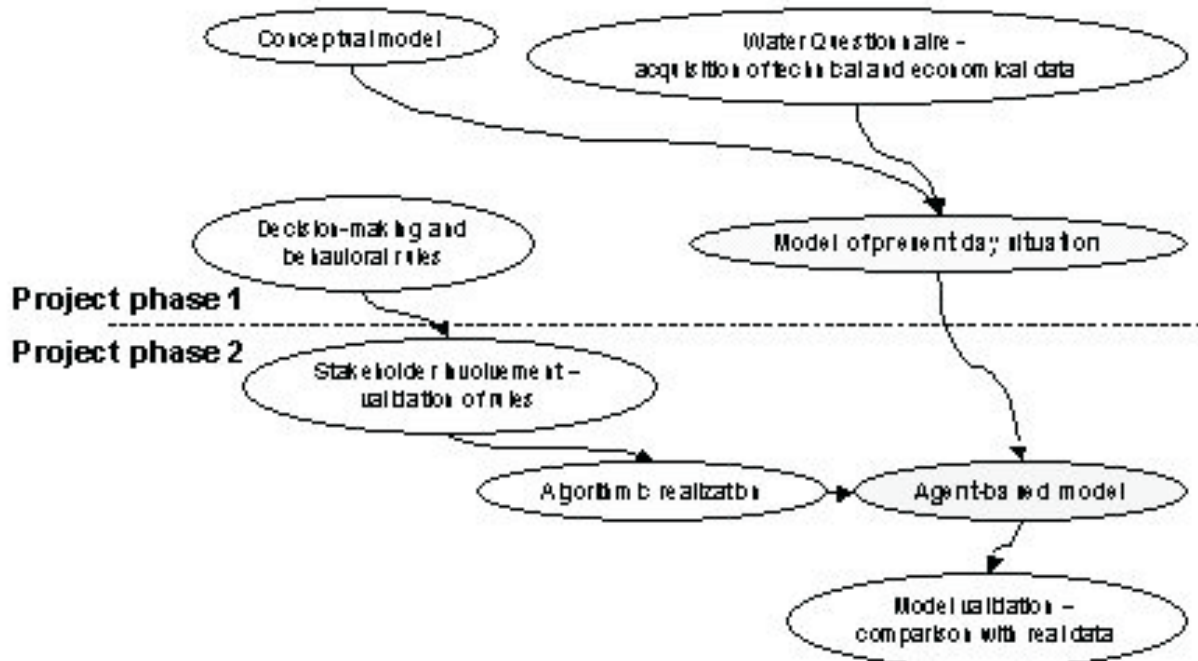 Conceptual model
Water Questionnaire –
acquisition of technical and economical data
Decision-making and
behavioral rules
Model of present day situation
Project phase 1
Project phase 2
Stakeholder involvement –
validation of rules
Algorithmic realization
Agent-based model
Model validation –
comparison with real data